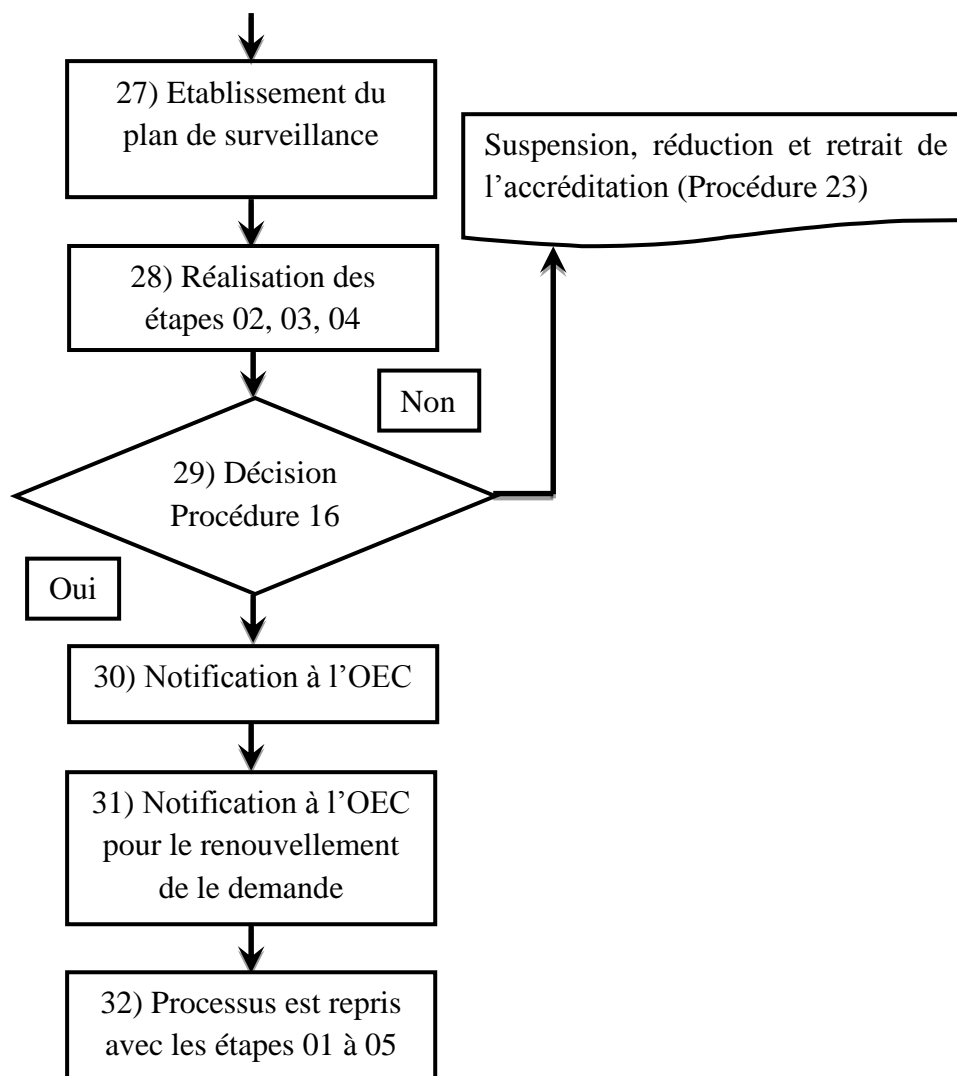 27) Etablissement du
plan de surveillance
Suspension, réduction et retrait de
l’accréditation (Procédure 23)
28) Réalisation des
étapes 02, 03, 04
Non
29) Décision
Procédure 16
Oui
30) Notification à l’OEC
31) Notification à l’OEC
pour le renouvellement
de le demande
32) Processus est repris
avec les étapes 01 à 05